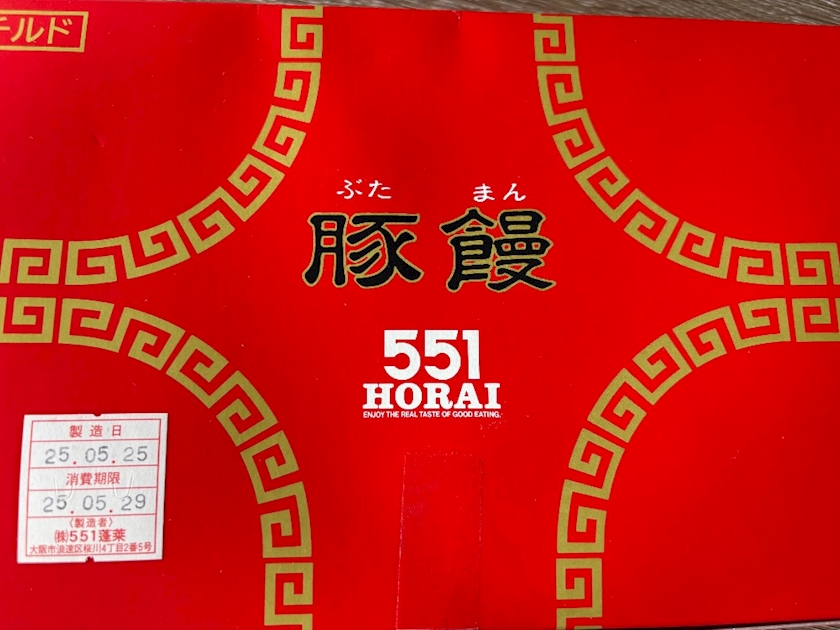 チルド
ぶた まん
豚饅
551
HORAI
ENJOY THE REAL TASTE OF GOOD EATING.
製造日
25.05.25
消費期限
25.05.29
〈製造者〉
㈱551蓬莱
大阪市浪速区桜川4丁目2番5号